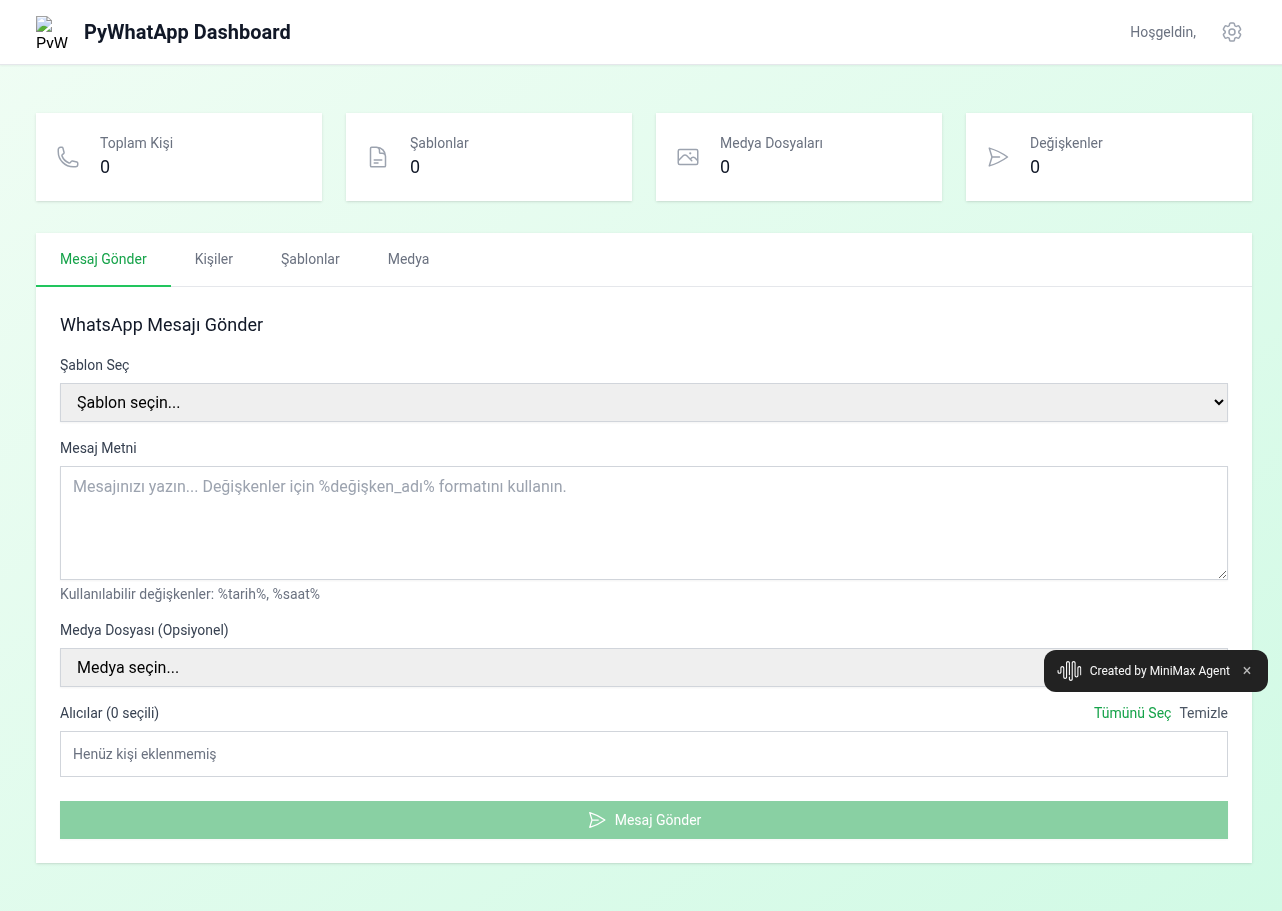 PyW
PyWhatApp Dashboard
Hoşgeldin,
Toplam Kişi
0
Şablonlar
0
Medya Dosyaları
0
Değişkenler
0
Mesaj Gönder
Kişiler
Şablonlar
Medya
WhatsApp Mesajı Gönder
Şablon Seç
Şablon seçin...
Mesaj Metni
Mesajınızı yazın... Değişkenler için %değişken_adı% formatını kullanın.
Kullanılabilir değişkenler: %tarih%, %saat%
Medya Dosyası (Opsiyonel)
Medya seçin...
Created by MiniMax Agent ×
Alıcılar (0 seçili)
Tümünü Seç Temizle
Henüz kişi eklenmemiş
Mesaj Gönder